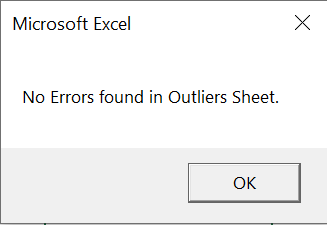 Microsoft Excel
No Errors found in Outliers Sheet.
OK